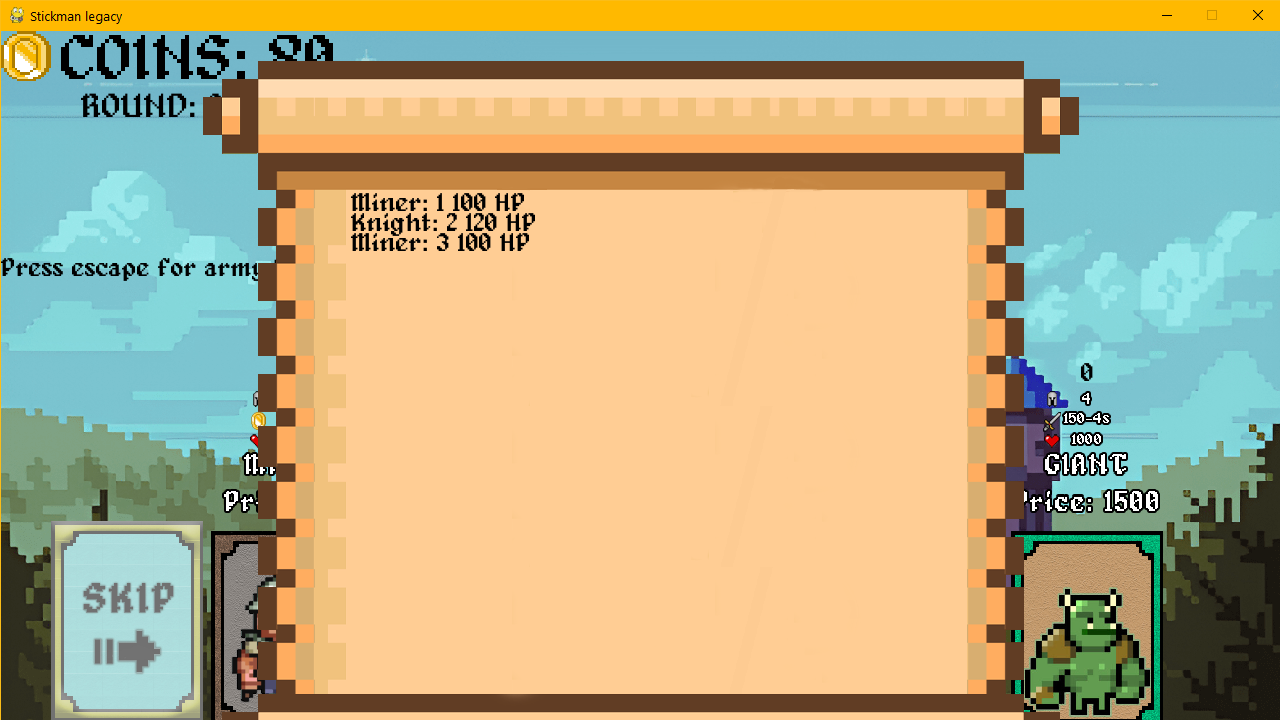 Stickman legacy
COINS: 80
ROUND:
Miner: 1 100 HP
Knight: 2 120 HP
Miner: 3 100 HP
Press escape for army
0
4
150-4s
1000
GIANT
Price: 1500
SKIP